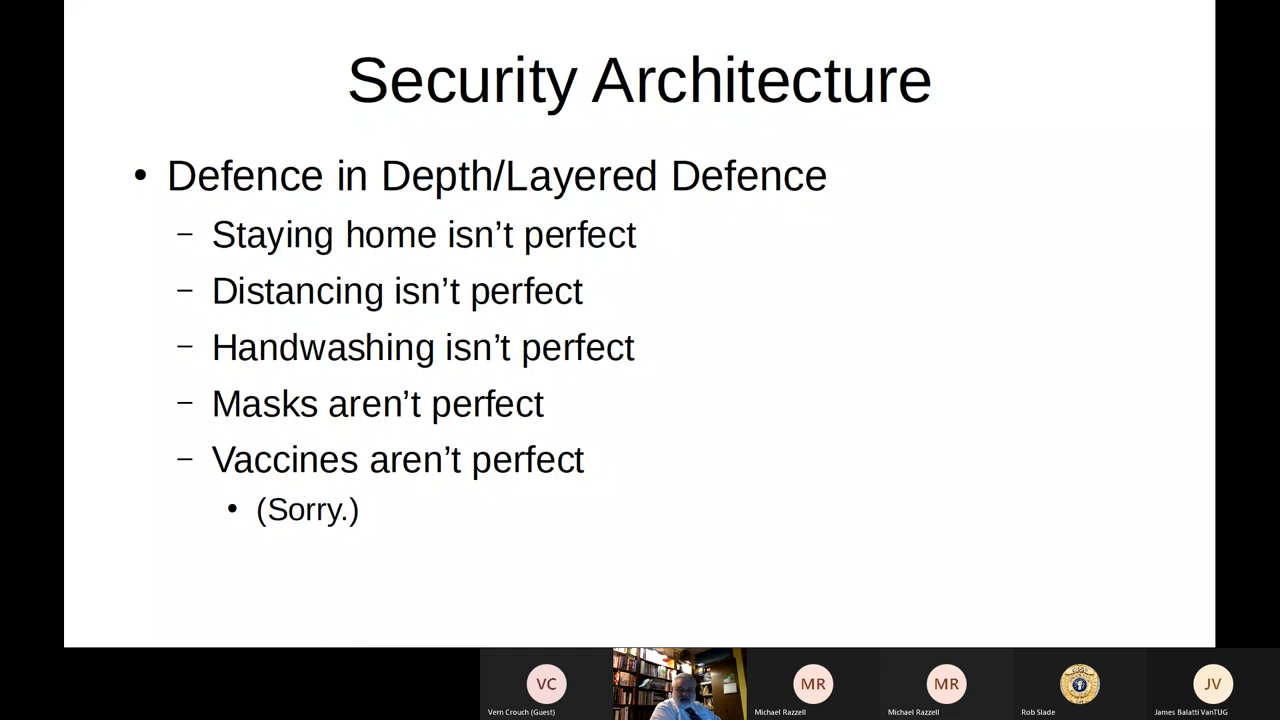 Security Architecture
• Defence in Depth/Layered Defence
– Staying home isn’t perfect
– Distancing isn’t perfect
– Handwashing isn’t perfect
– Masks aren’t perfect
– Vaccines aren’t perfect
• (Sorry.)
VC
MR
MR
JV
Vern Crouch (Guest)
Michael Razzell
Michael Razzell
Rob Slade
James Balatti VanTUG